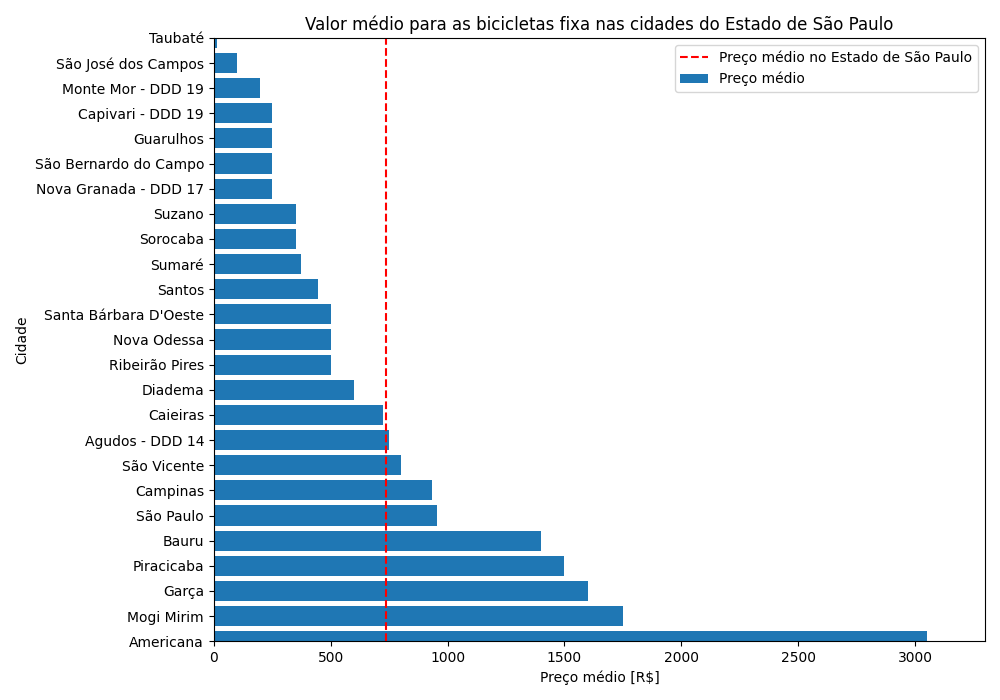 Valor médio para as bicicletas fixa nas cidades do Estado de São Paulo
Preço médio no Estado de São Paulo
Preço médio
Cidade
Taubaté
São José dos Campos
Monte Mor - DDD 19
Capivari - DDD 19
Guarulhos
São Bernardo do Campo
Nova Granada - DDD 17
Suzano
Sorocaba
Sumaré
Santos
Santa Bárbara D'Oeste
Nova Odessa
Ribeirão Pires
Diadema
Caieiras
Agudos - DDD 14
São Vicente
Campinas
São Paulo
Bauru
Piracicaba
Garça
Mogi Mirim
Americana
0 500 1000 1500 2000 2500 3000
Preço médio [R$]